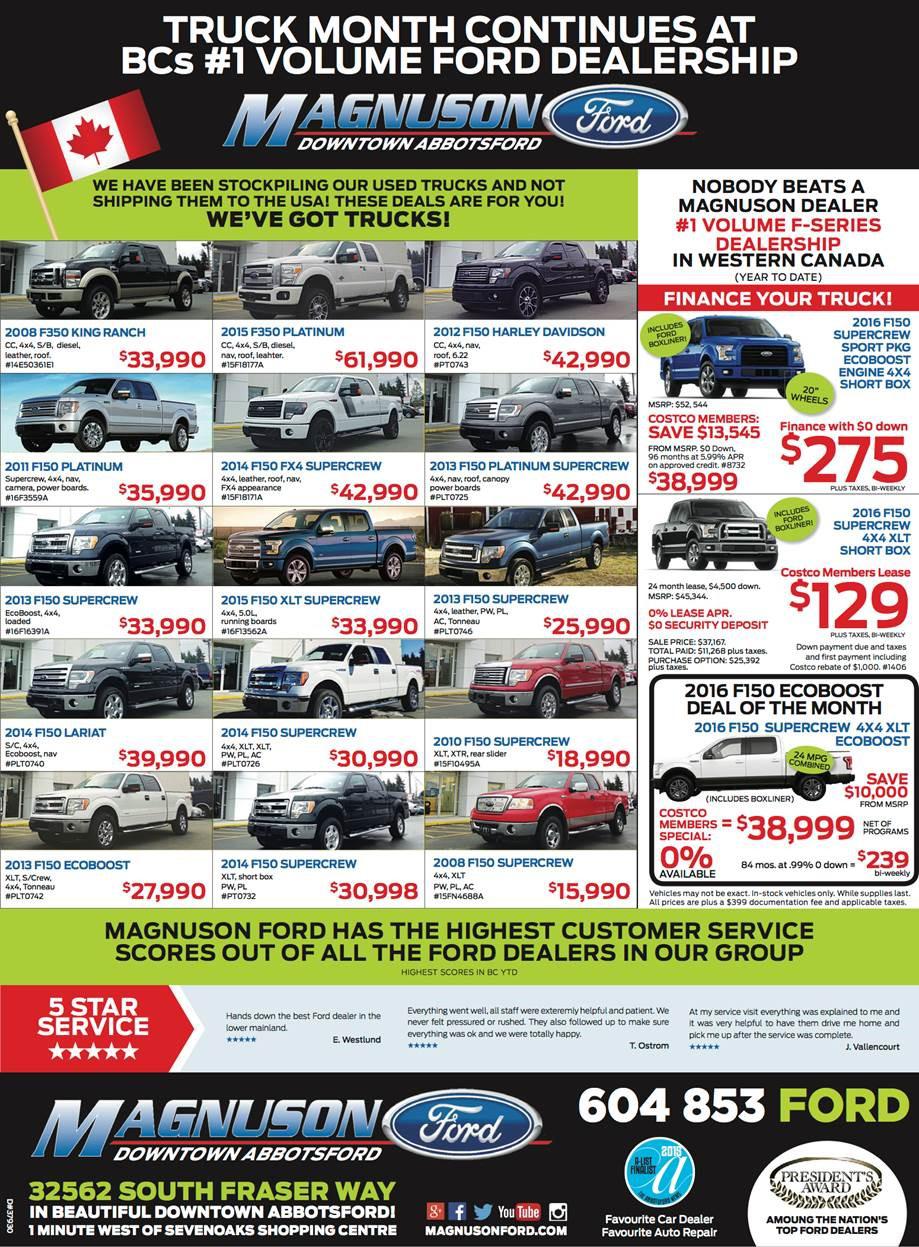 TRUCK MONTH CONTINUES AT
BCs #1 VOLUME FORD DEALERSHIP
MAGNUSON Ford
DOWNTOWN ABBOTSFORD
WE HAVE BEEN STOCKPILING OUR USED TRUCKS AND NOT
SHIPPING THEM TO THE USA! THESE DEALS ARE FOR YOU!
WE'VE GOT TRUCKS!
2008 F350 KING RANCH
CC, 4x4, S/B, diesel,
leather, roof.
#14E50361E1
$33,990
2015 F350 PLATINUM
CC, 4x4, S/B, diesel,
nav, roof, leahter.
#15F18177A
$61,990
2012 F150 HARLEY DAVIDSON
CC, 4x4, nav,
roof, 6.22
#PT0743
$42,990
2011 F150 PLATINUM
Supercrew, 4x4, nav,
camera, power boards.
#16F3559A
$35,990
2014 F150 FX4 SUPERCREW
4x4, leather, roof, nav,
FX4 appearance
#15F18171A
$42,990
2013 F150 PLATINUM SUPERCREW
4x4, nav, roof, canopy
power boards
#PLT0725
$42,990
2013 F150 SUPERCREW
EcoBoost, 4x4,
loaded
#16F16391A
$33,990
2015 F150 XLT SUPERCREW
4x4, 5.0L,
running boards
#16F13562A
$33,990
2013 F150 SUPERCREW
4x4, leather, PW, PL,
AC, Tonneau
#PLT0746
$25,990
2014 F150 LARIAT
S/C, 4x4,
Ecoboost, nav
#PLT0740
$39,990
2014 F150 SUPERCREW
4x4, XLT, XLT,
PW, PL, AC
#PLT0726
$30,990
2010 F150 SUPERCREW
XLT, XTR, rear slider
#15F10495A
$18,990
2013 F150 ECOBOOST
XLT, S/Crew,
4x4, Tonneau
#PLT0742
$27,990
2014 F150 SUPERCREW
XLT, short box
PW, PL
#PT0732
$30,998
2008 F150 SUPERCREW
4x4, XLT
PW, PL, AC
#15FN4688A
$15,990
NOBODY BEATS A
MAGNUSON DEALER
#1 VOLUME F-SERIES
DEALERSHIP
IN WESTERN CANADA
(YEAR TO DATE)
FINANCE YOUR TRUCK!
INCLUDES
FORD
BOXLINER!
2016 F150
SUPERCREW
SPORT PKG
ECOBOOST
ENGINE 4X4
SHORT BOX
20"
WHEELS
MSRP: $52, 544
COSTCO MEMBERS:
SAVE $13,545
FROM MSRP. $0 Down,
96 months at 5.99% APR
on approved credit. #8732
$38,999
Finance with $0 down
$275
PLUS TAXES, BI-WEEKLY
INCLUDES
FORD
BOXLINER!
2016 F150
SUPERCREW
4X4 XLT
SHORT BOX
24 month lease, $4,500 down.
MSRP: $45,344.
0% LEASE APR.
$0 SECURITY DEPOSIT
SALE PRICE: $37,167.
TOTAL PAID: $11,268 plus taxes.
PURCHASE OPTION: $25,392
plus taxes.
Costco Members Lease
$129
PLUS TAXES, BI-WEEKLY
Down payment due and taxes
and first payment including
Costco rebate of $1,000. #1406
2016 F150 ECOBOOST
DEAL OF THE MONTH
2016 F150 SUPERCREW 4X4 XLT
ECOBOOST
24 MPG
COMBINED
(INCLUDES BOXLINER)
SAVE
$10,000
FROM MSRP
COSTCO
MEMBERS
SPECIAL:
= $38,999
NET OF
PROGRAMS
0%
AVAILABLE
84 mos. at .99% 0 down = $239
bi-weekly
Vehicles may not be exact. In-stock vehicles only. While supplies last.
All prices are plus a $399 documentation fee and applicable taxes.
MAGNUSON FORD HAS THE HIGHEST CUSTOMER SERVICE
SCORES OUT OF ALL THE FORD DEALERS IN OUR GROUP
HIGHEST SCORES IN BC YTD
5 STAR
SERVICE
★★★★★
Hands down the best Ford dealer in the
lower mainland.
★★★★★ E. Westlund
Everything went well, all staff were exteremly helpful and patient. We
never felt pressured or rushed. They also followed up to make sure
everything was ok and we were totally happy.
★★★★★ T. Ostrom
At my service visit everything was explained to me and
it was very helpful to have them drive me home and
pick me up after the service was complete.
★★★★★ J. Vallencourt
MAGNUSON Ford
DOWNTOWN ABBOTSFORD
32562 SOUTH FRASER WAY
IN BEAUTIFUL DOWNTOWN ABBOTSFORD!
1 MINUTE WEST OF SEVENOAKS SHOPPING CENTRE
D#37930
YouTube
MAGNUSONFORD.COM
604 853 FORD
A-LIST
FINALIST
2015
Favourite Car Dealer
Favourite Auto Repair
PRESIDENT'S
AWARD
AMOUNG THE NATION'S
TOP FORD DEALERS